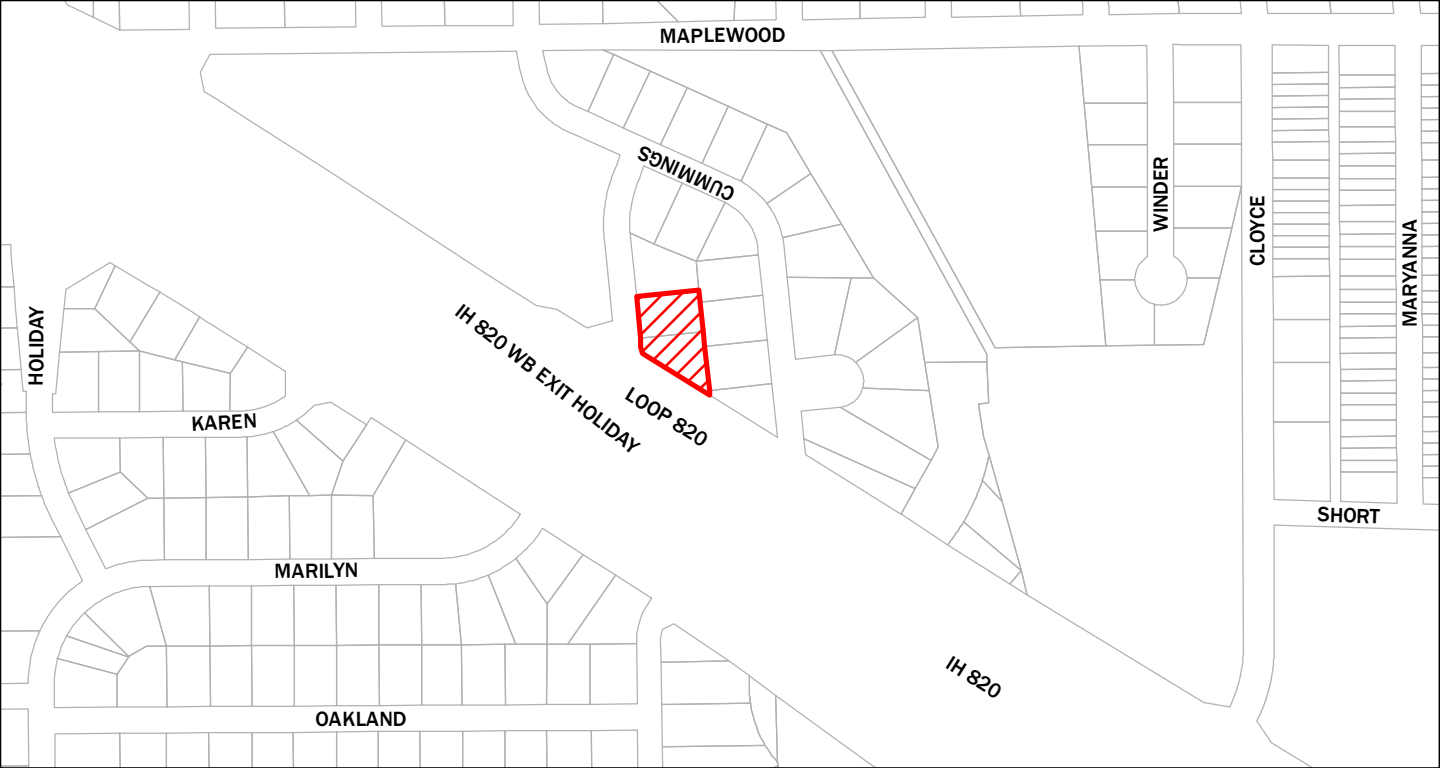 MAPLEWOOD
CUMMINGS
WINDER
CLOYCE
MARYANNA
HOLIDAY
IH 820 WB EXIT HOLIDAY
LOOP 820
KAREN
SHORT
MARILYN
IH 820
OAKLAND